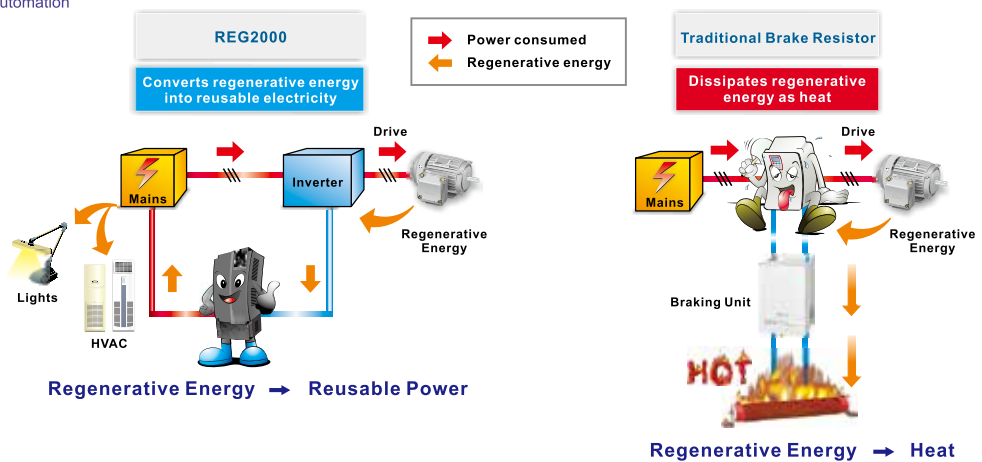 utomation
REG2000
Converts regenerative energy
into reusable electricity
Power consumed
Regenerative energy
Traditional Brake Resistor
Dissipates regenerative
energy as heat
Mains
Inverter
Drive
Regenerative
Energy
Lights
HVAC
Regenerative Energy → Reusable Power
Mains
Drive
Regenerative
Energy
Braking Unit
HOT
Regenerative Energy → Heat